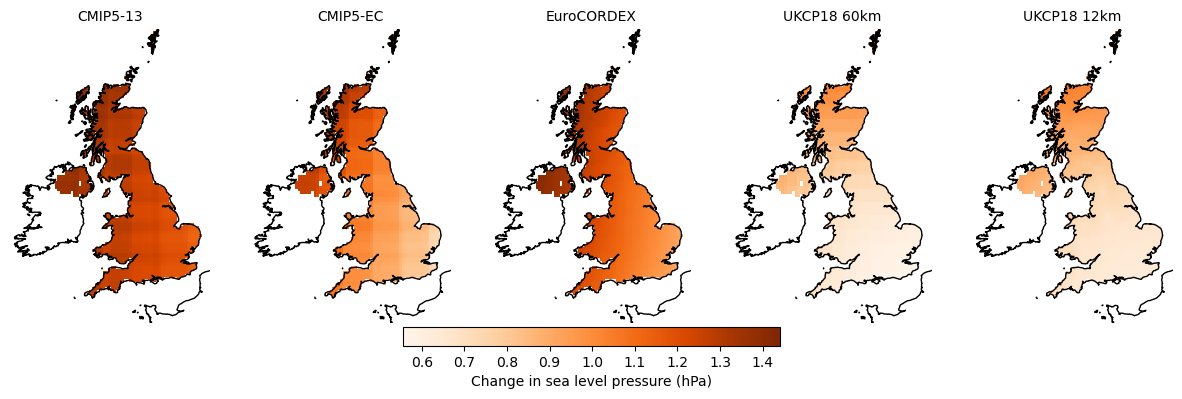 CMIP5-13
CMIP5-EC
EuroCORDEX
UKCP18 60km
UKCP18 12km
0.6 0.7 0.8 0.9 1.0 1.1 1.2 1.3 1.4
Change in sea level pressure (hPa)